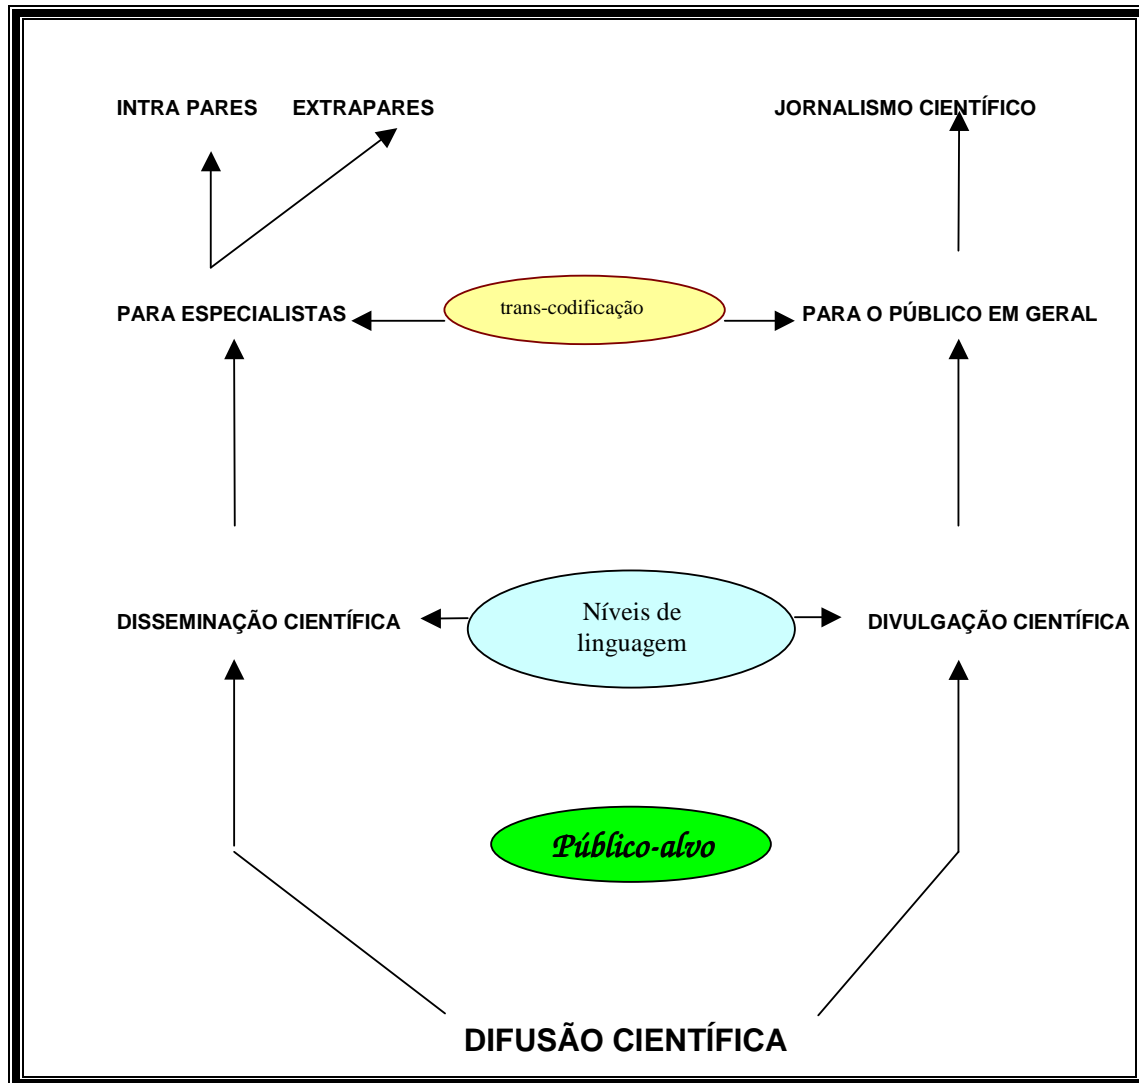 INTRA PARES EXTRAPARES JORNALISMO CIENTÍFICO
PARA ESPECIALISTAS trans-codificação PARA O PÚBLICO EM GERAL
DISSEMINAÇÃO CIENTÍFICA Níveis de linguagem DIVULGAÇÃO CIENTÍFICA
Público-alvo
DIFUSÃO CIENTÍFICA